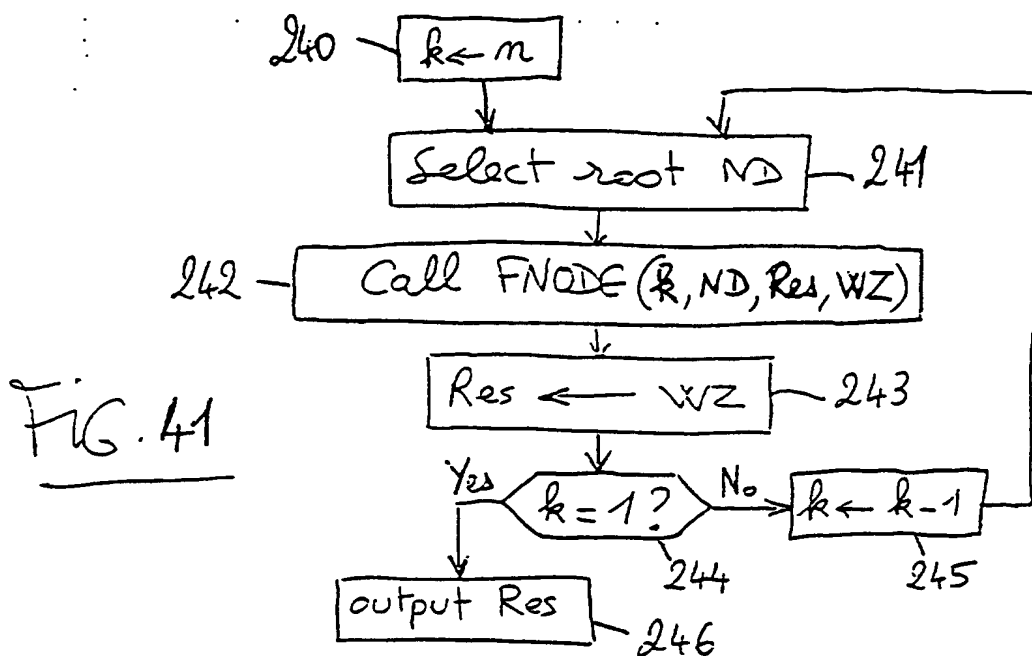 240
k ← n
Select root ND
241
242
Call FNODE (k, ND, Res, WZ)
Res ← WZ
243
FIG. 41
Yes
k = 1 ?
No
k ← k - 1
244
245
output Res
246